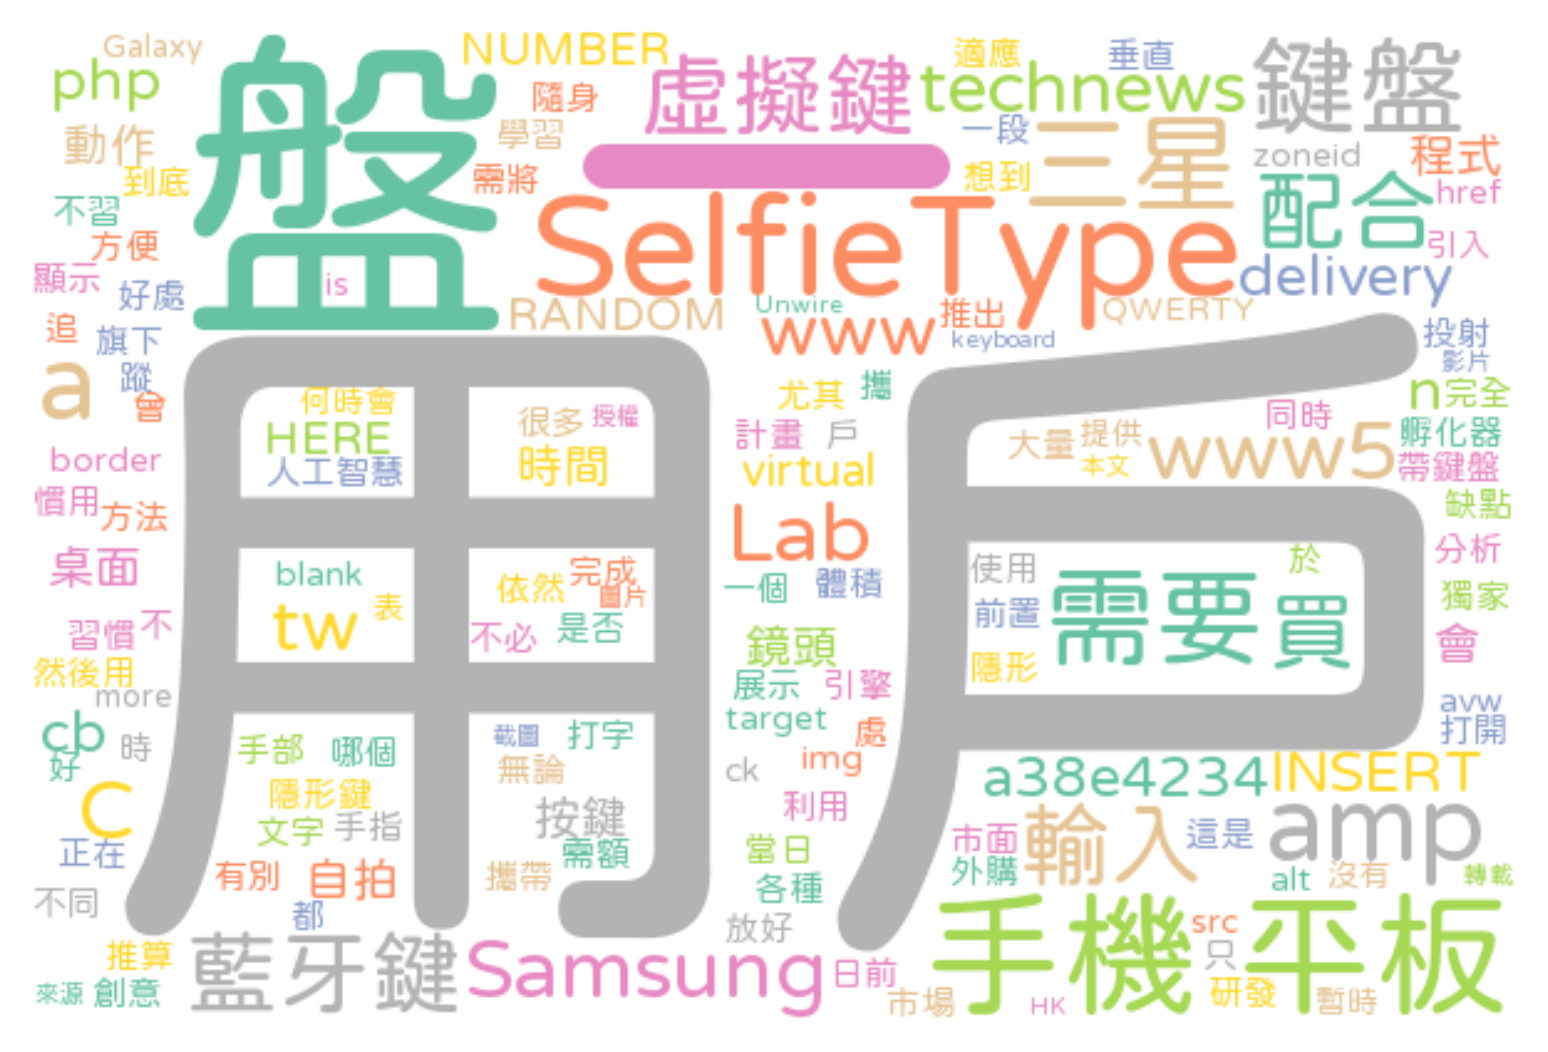 Galaxy
php
NUMBER
盤
虛擬鍵
一
technews
適應
垂直
鍵盤
隨身
學習
需將
一段
想到
三星
zoneid
程式
動作
到底
不習
方便
顯示
好處
SelfieType
配合
href
引入
delivery
is
RANDOM
Unwire
www
推出
keyboard
QWERTY
追
旗下
蹤
a
會
投射
影片
用戶
何時會
HERE
人工智慧
很多
授權
時間
尤其
攜
計畫
戶
virtual
同時
大量
提供
本文
www5
n
完全
孵化器
帶鍵盤
缺點
border
慣用
方法
Lab
桌面
blank
tw
表
依然
完成
圖片
不必
是否
一個
體積
鏡頭
使用
前置
隱形
於
需要
買
分析
獨家
會
習慣
不
然後用
more
展示
引擎
target
處
ck
img
利用
avw
打開
cb
好
時
手部
哪個
截圖
打字
無論
隱形鍵
文字
手指
按鍵
需額
C
正在
a38e4234
INSERT
當日
各種
市面
外購
輸入
這是
amp
有別
自拍
攜帶
alt
沒有
轉載
不同
都
放好
手機
src
只
平板
推算
來源
創意
藍牙鍵
Samsung
日前
市場
HK
研發
暫時